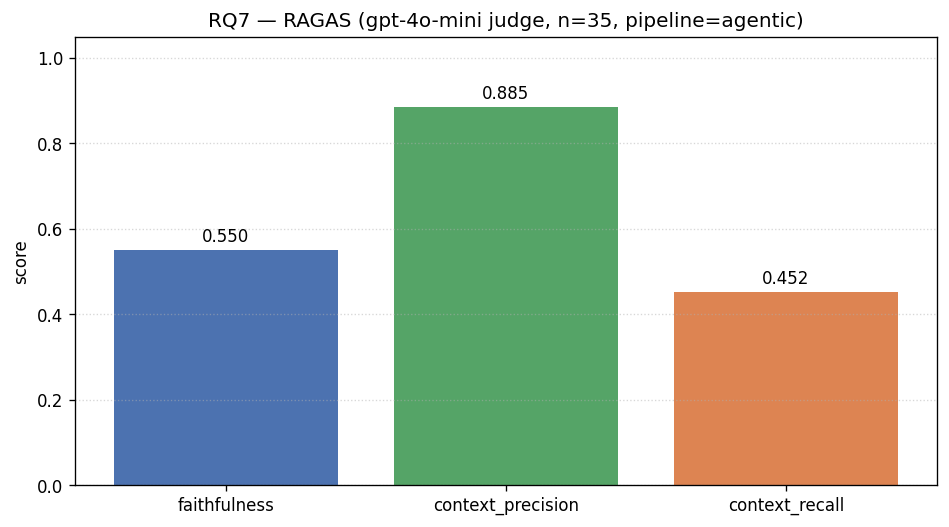 RQ7 — RAGAS (gpt-4o-mini judge, n=35, pipeline=agentic)
1.0
0.8
0.6
0.4
0.2
0.0
score
0.550
0.885
0.452
faithfulness
context_precision
context_recall